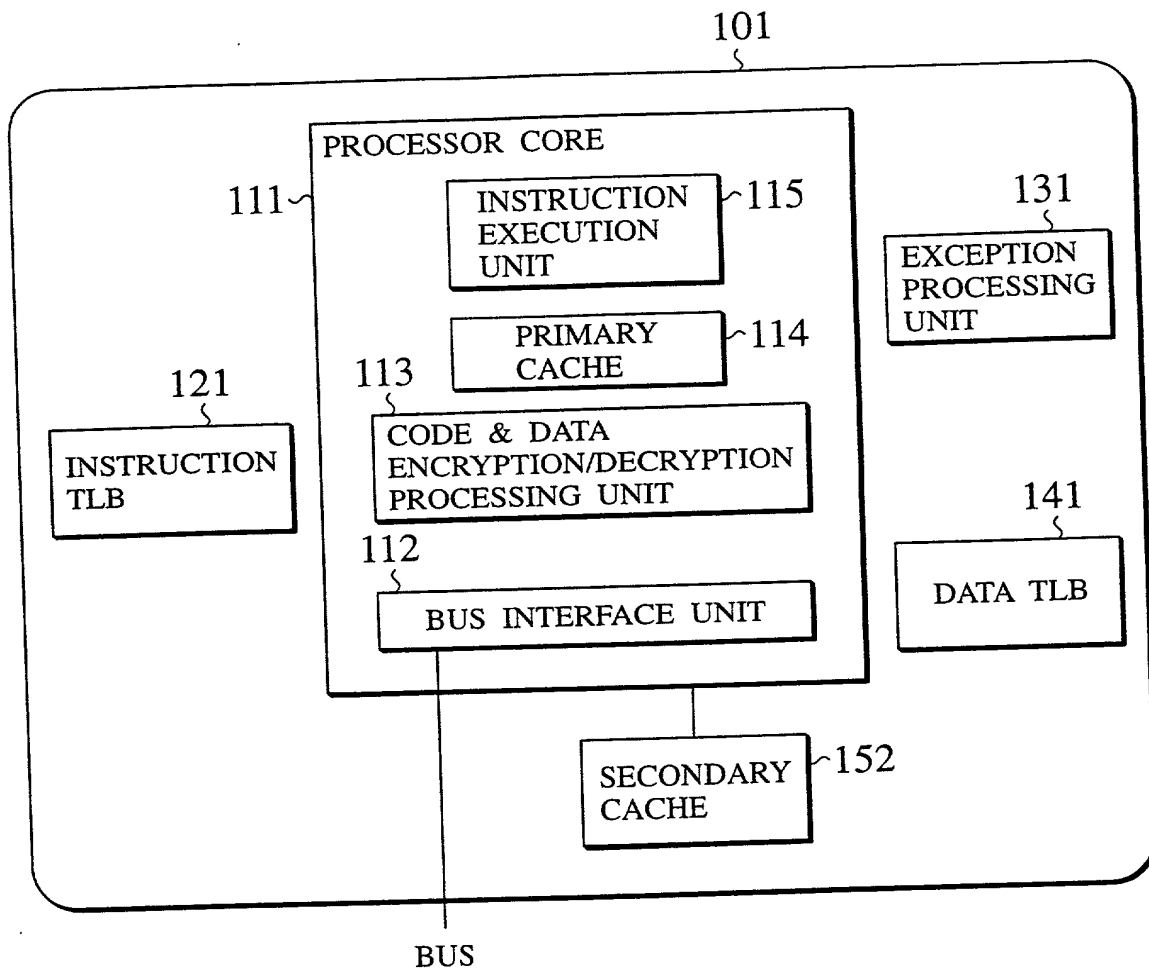 101
PROCESSOR CORE
111
INSTRUCTION
EXECUTION
UNIT
115
131
EXCEPTION
PROCESSING
UNIT
PRIMARY
CACHE
114
121
INSTRUCTION
TLB
113
CODE & DATA
ENCRYPTION/DECRYPTION
PROCESSING UNIT
141
DATA TLB
112
BUS INTERFACE UNIT
SECONDARY
CACHE
152
BUS